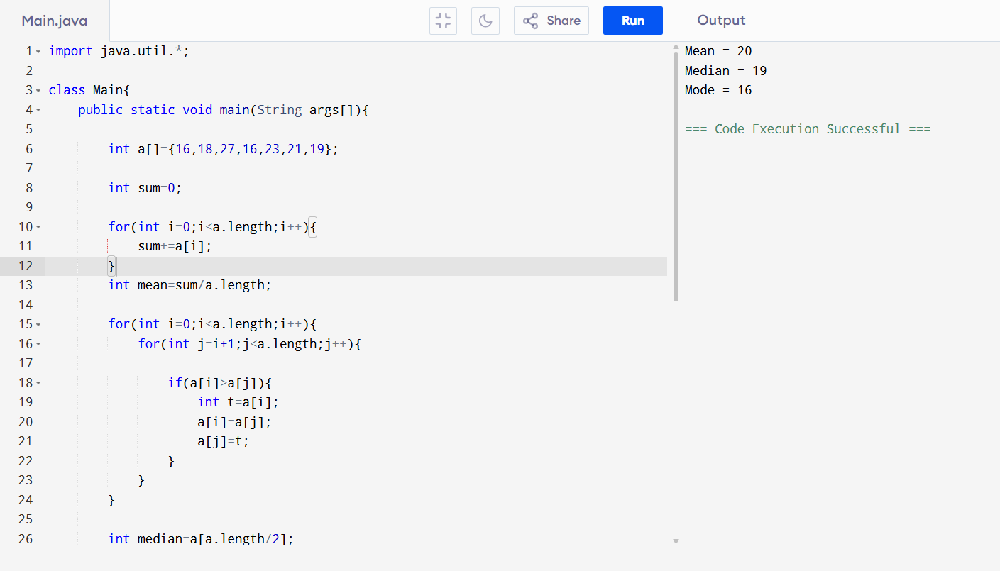 Main.java
Share
Run
Output
1 import java.util.*;
2
3 class Main{
4 public static void main(String args[]){
5
6 int a[]={16,18,27,16,23,21,19};
7
8 int sum=0;
9
10 for(int i=0;i<a.length;i++){
11 sum+=a[i];
12 }
13 int mean=sum/a.length;
14
15 for(int i=0;i<a.length;i++){
16 for(int j=i+1;j<a.length;j++){
17
18 if(a[i]>a[j]){
19 int t=a[i];
20 a[i]=a[j];
21 a[j]=t;
22 }
23 }
24 }
25
26 int median=a[a.length/2];
Mean = 20
Median = 19
Mode = 16
=== Code Execution Successful ===